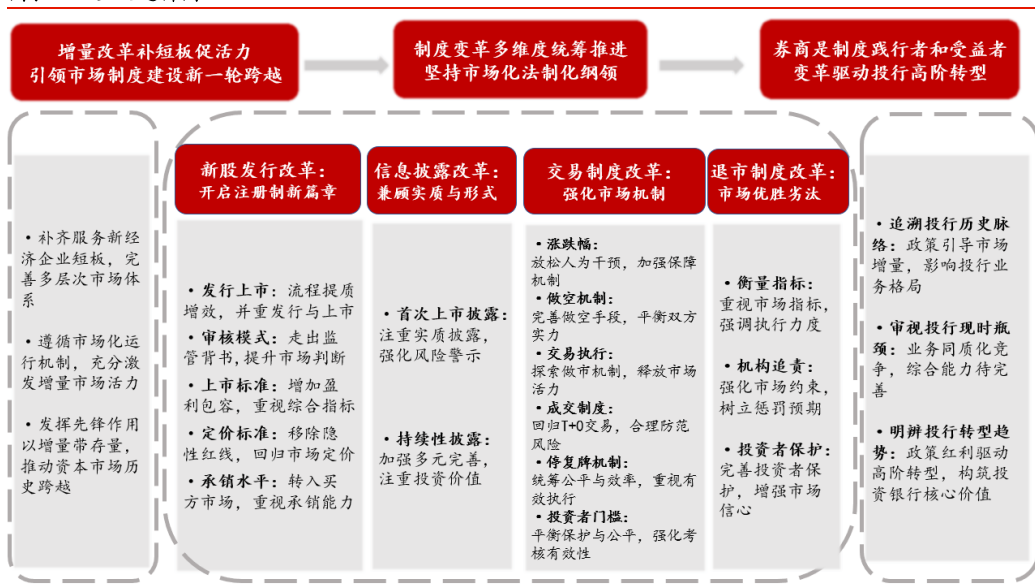 增量改革补短板促活力
引领市场制度建设新一轮跨越
制度变革多维度统筹推进
坚持市场化法制化纲领
券商是制度践行者和受益者
变革驱动投行高阶转型
• 补齐服务新经
济企业短板，完
善多层次市场体
系
• 遵循市场化运
行机制，充分激
发增量市场活力
• 发挥先锋作用
以增量带存量，
推动资本市场历
史跨越
新股发行改革：
开启注册制新篇章
• 发行上市：流程提质
增效，并重发行与上市
• 审核模式：走出监
管背书,提升市场判断
• 上市标准：增加盈
利包容，重视综合指标
• 定价标准：移除隐
性红线，回归市场定价
• 承销水平：转入买
方市场，重视承销能力
信息披露改革：
兼顾实质与形式
• 首次上市披露：
注重实质披露，
强化风险警示
• 持续性披露：
加强多元完善，
注重投资价值
交易制度改革：
强化市场机制
• 涨跌幅：
放松人为干预，加强保障
机制
• 做空机制：
完善做空手段，平衡双方
实力
• 交易执行：
探索做市机制，释放市场
活力
• 成交制度：
回归T+0交易，合理防范
风险
• 停复牌机制：
统筹公平与效率，重视有
效执行
• 投资者门槛：
平衡保护与公平，强化考
核有效性
退市制度改革：
市场优胜劣汰
• 衡量指标：
重视市场指标，
强调执行力度
• 机构追责：
强化市场约束，
树立惩罚预期
• 投资者保护：
完善投资者保
护，增强市场
信心
• 追溯投行历史脉
络：政策引导市场
增量，影响投行业
务格局
• 审视投行现时瓶
颈：业务同质化竞
争，综合能力待完
善
• 明辨投行转型趋
势：政策红利驱动
高阶转型，构筑投
资银行核心价值